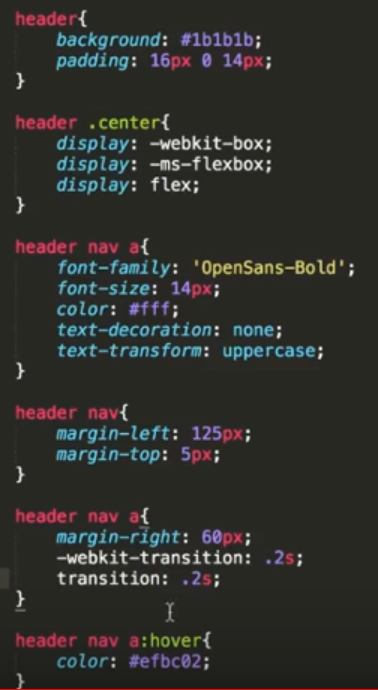 header{
background: #1b1b1b;
padding: 16px 0 14px;
}
header .center{
display: -webkit-box;
display: -ms-flexbox;
display: flex;
}
header nav a{
font-family: 'OpenSans-Bold';
font-size: 14px;
color: #fff;
text-decoration: none;
text-transform: uppercase;
}
header nav{
margin-left: 125px;
margin-top: 5px;
}
header nav a{
margin-right: 60px;
-webkit-transition: .2s;
transition: .2s;
}
header nav a:hover{
color: #efbc02;
}